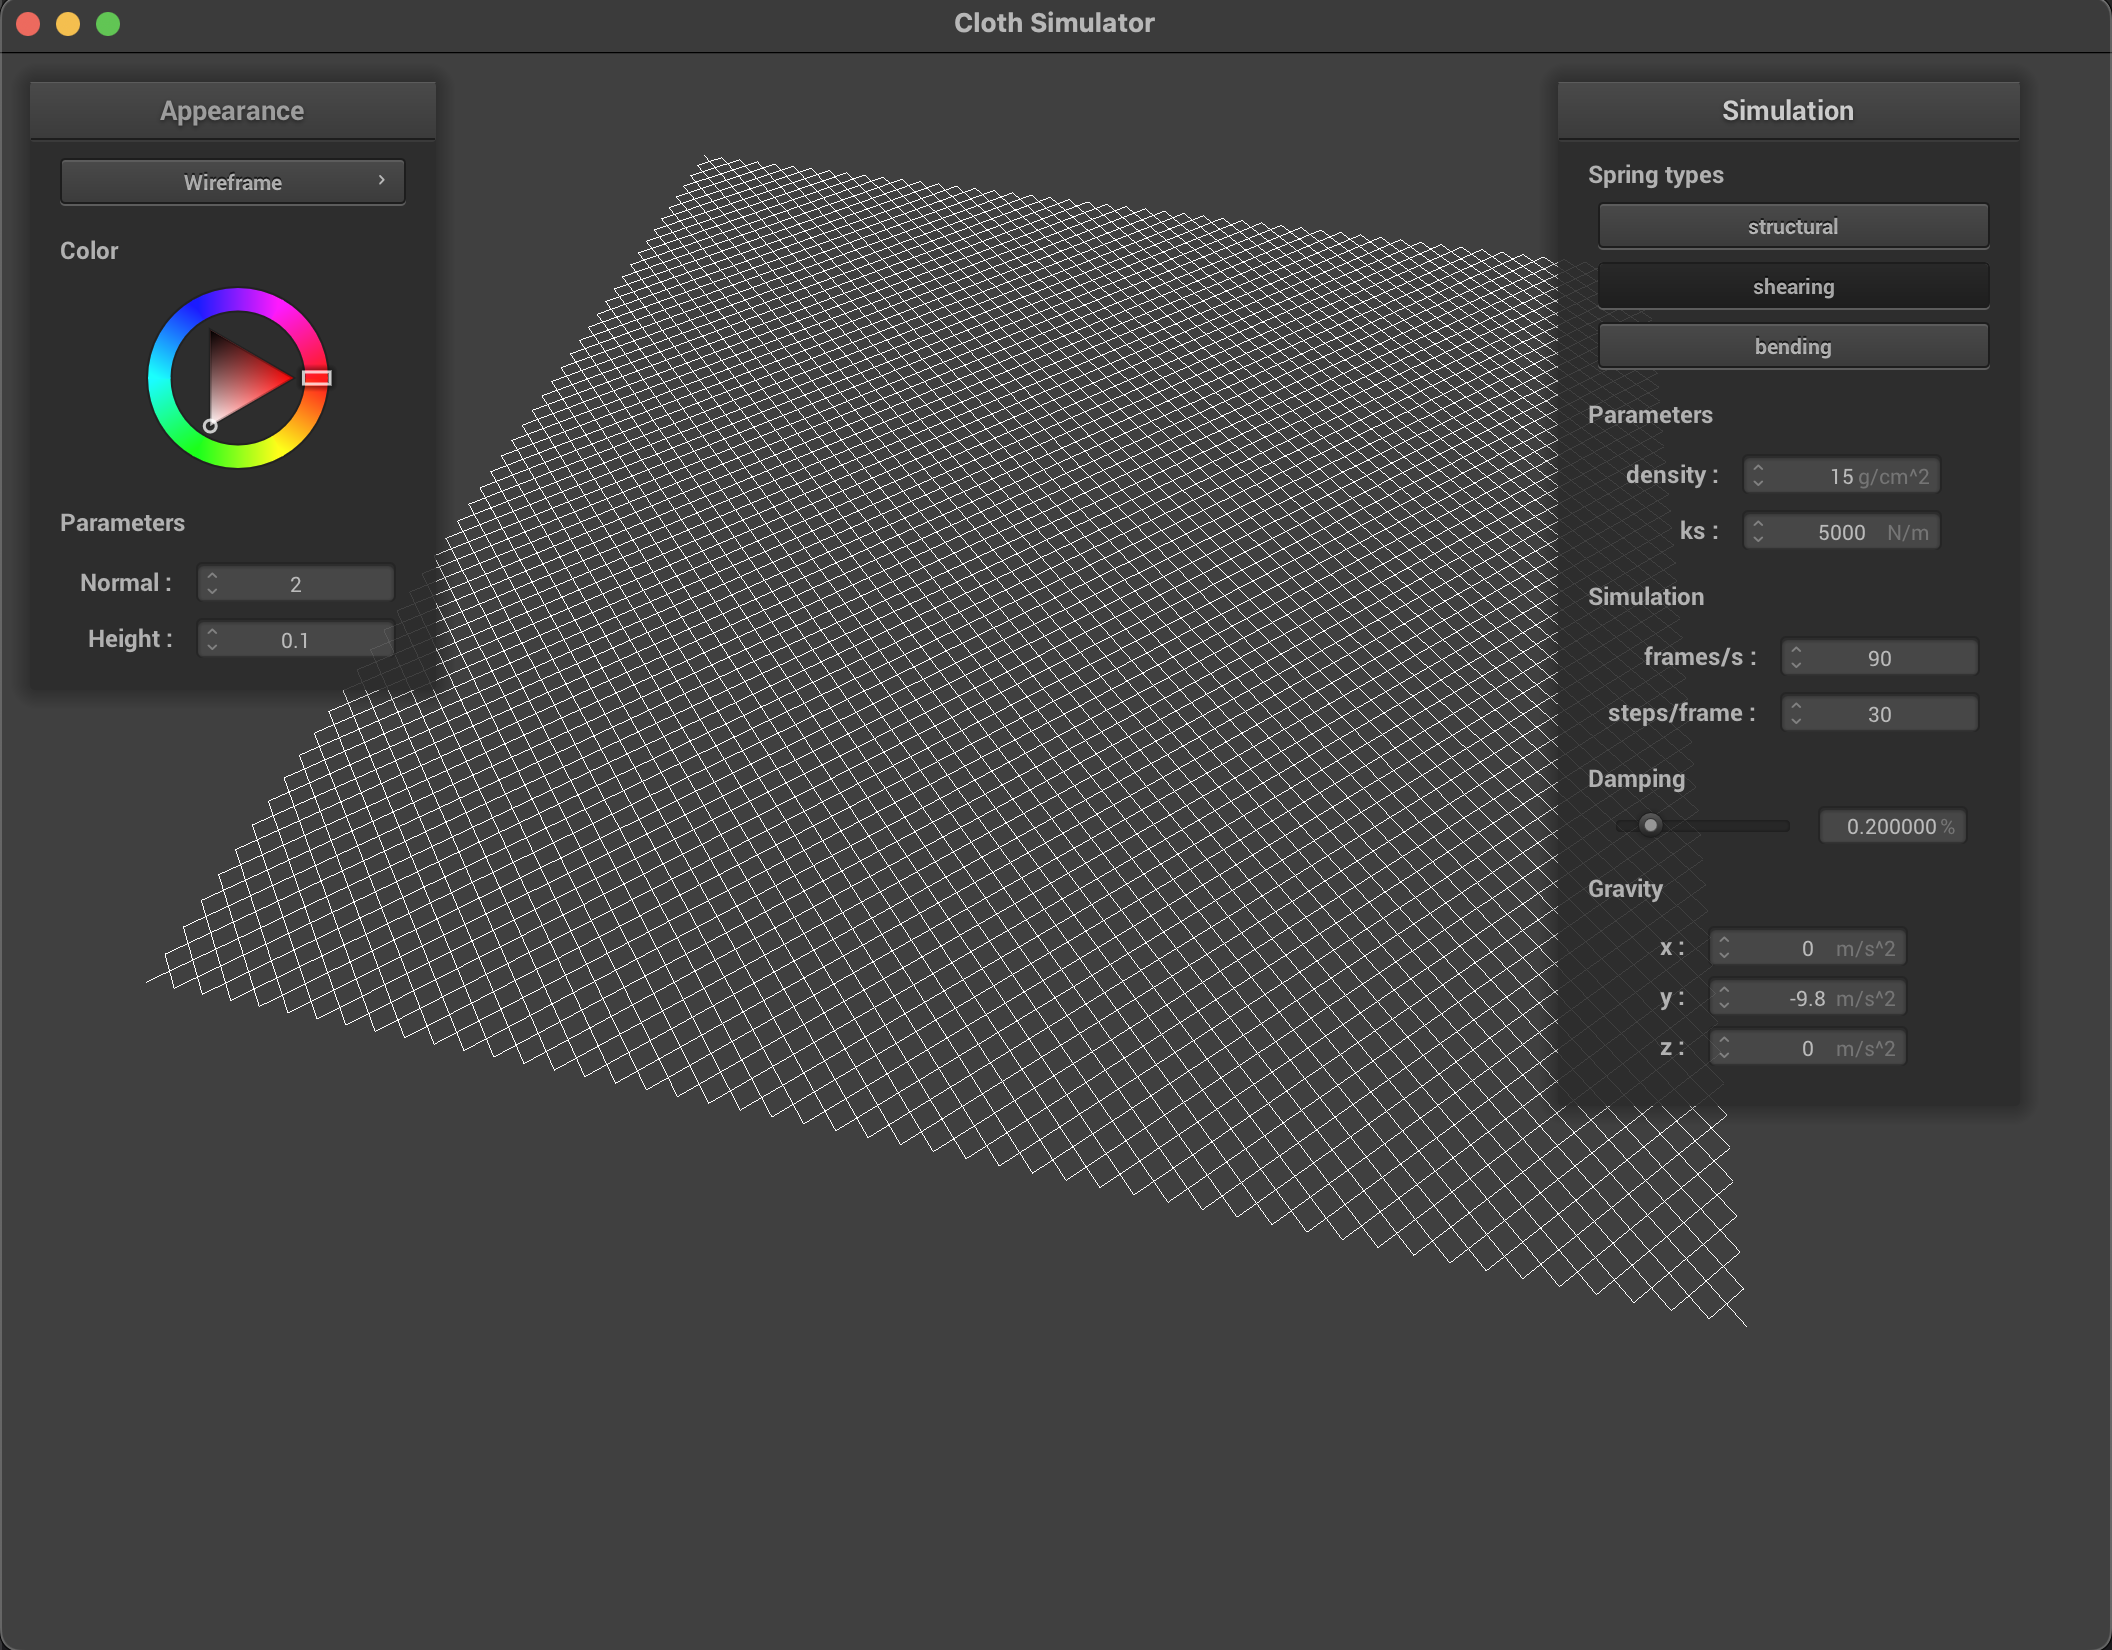 Cloth Simulator
Appearance
Wireframe
Color
Parameters
Normal : 2
Height : 0.1
Simulation
Spring types
structural
shearing
bending
Parameters
density : 15 g/cm^2
ks : 5000 N/m
Simulation
frames/s : 90
steps/frame : 30
Damping
0.200000 %
Gravity
x : 0 m/s^2
y : -9.8 m/s^2
z : 0 m/s^2